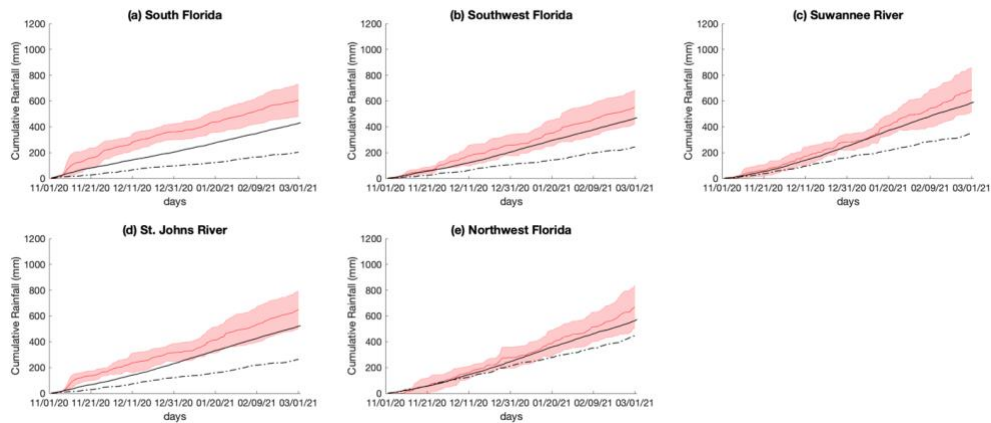 (a) South Florida
1200
1000
800
600
400
200
0
Cumulative Rainfall (mm)
11/01/20 11/21/20 12/11/20 12/31/20 01/20/21 02/09/21 03/01/21
days
(b) Southwest Florida
1200
1000
800
600
400
200
0
Cumulative Rainfall (mm)
11/01/20 11/21/20 12/11/20 12/31/20 01/20/21 02/09/21 03/01/21
days
(c) Suwannee River
1200
1000
800
600
400
200
0
Cumulative Rainfall (mm)
11/01/20 11/21/20 12/11/20 12/31/20 01/20/21 02/09/21 03/01/21
days
(d) St. Johns River
1200
1000
800
600
400
200
0
Cumulative Rainfall (mm)
11/01/20 11/21/20 12/11/20 12/31/20 01/20/21 02/09/21 03/01/21
days
(e) Northwest Florida
1200
1000
800
600
400
200
0
Cumulative Rainfall (mm)
11/01/20 11/21/20 12/11/20 12/31/20 01/20/21 02/09/21 03/01/21
days